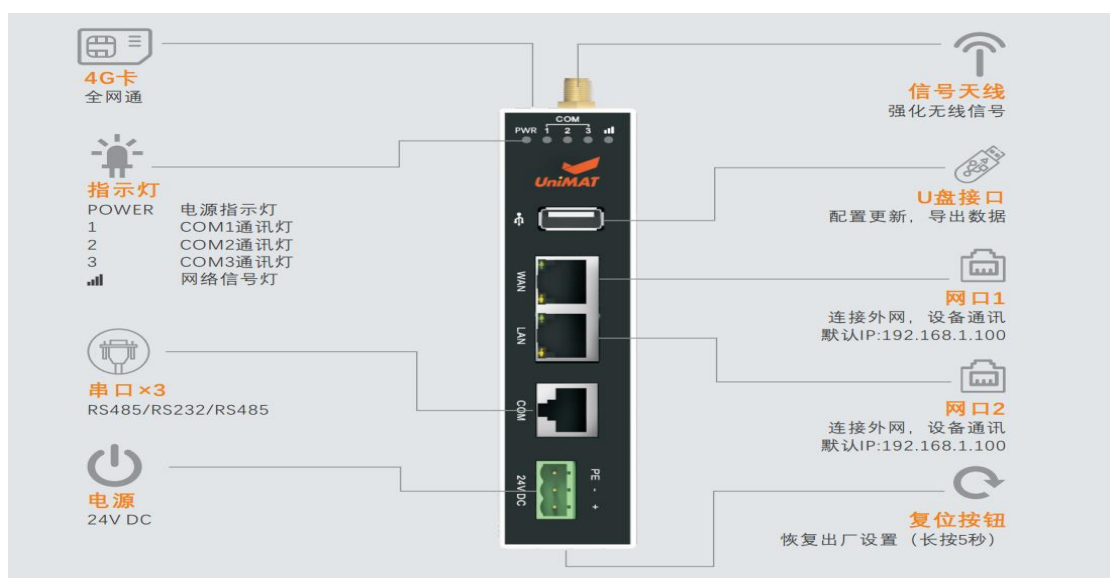 4G卡
全网通
指示灯
POWER 电源指示灯
1 COM1通讯灯
2 COM2通讯灯
3 COM3通讯灯
网络信号灯
串口×3
RS485/RS232/RS485
电源
24V DC
COM
PWR 1 2 3
UniMAT
WAN
LAN
COM
24VDC
PE - +
信号天线
强化无线信号
U盘接口
配置更新，导出数据
网口1
连接外网，设备通讯
默认IP:192.168.1.100
网口2
连接外网，设备通讯
默认IP:192.168.1.100
复位按钮
恢复出厂设置（长按5秒）